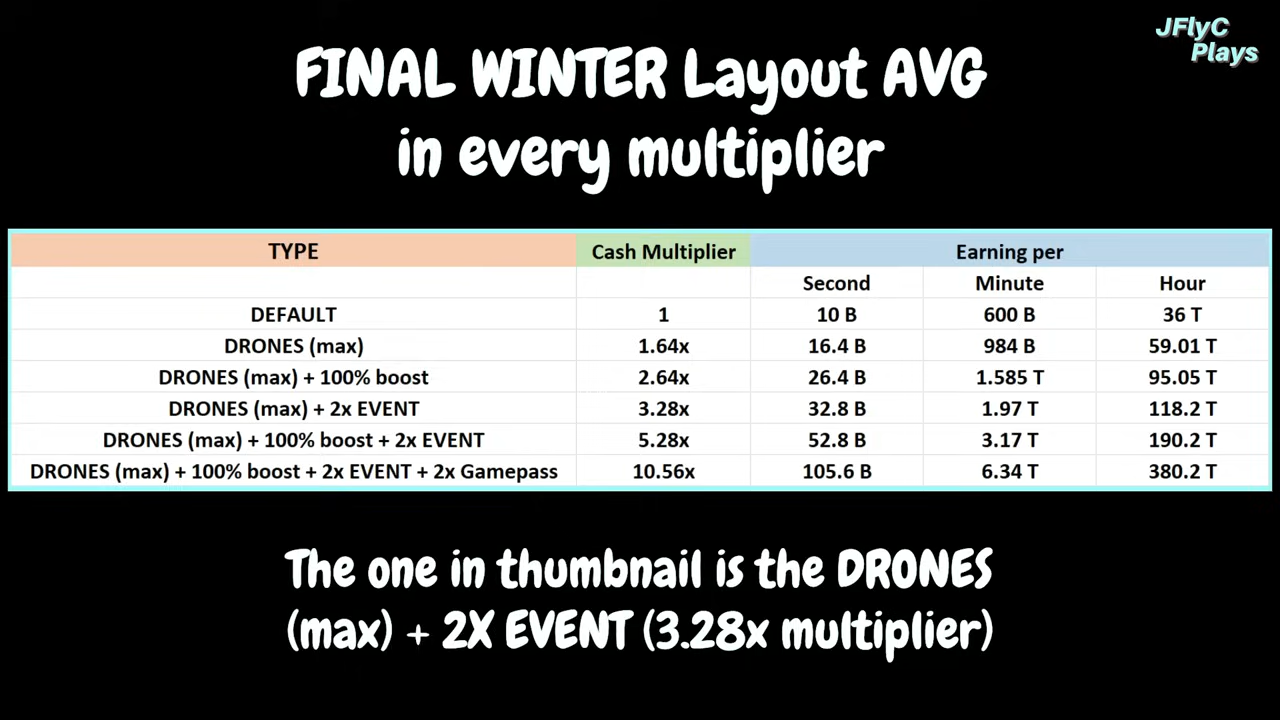 JFlyC
Plays
FINAL WINTER Layout AVG
in every multiplier
TYPE Cash Multiplier Earning per
Second Minute Hour
DEFAULT 1 10 B 600 B 36 T
DRONES (max) 1.64x 16.4 B 984 B 59.01 T
DRONES (max) + 100% boost 2.64x 26.4 B 1.585 T 95.05 T
DRONES (max) + 2x EVENT 3.28x 32.8 B 1.97 T 118.2 T
DRONES (max) + 100% boost + 2x EVENT 5.28x 52.8 B 3.17 T 190.2 T
DRONES (max) + 100% boost + 2x EVENT + 2x Gamepass 10.56x 105.6 B 6.34 T 380.2 T
The one in thumbnail is the DRONES
(max) + 2X EVENT (3.28x multiplier)